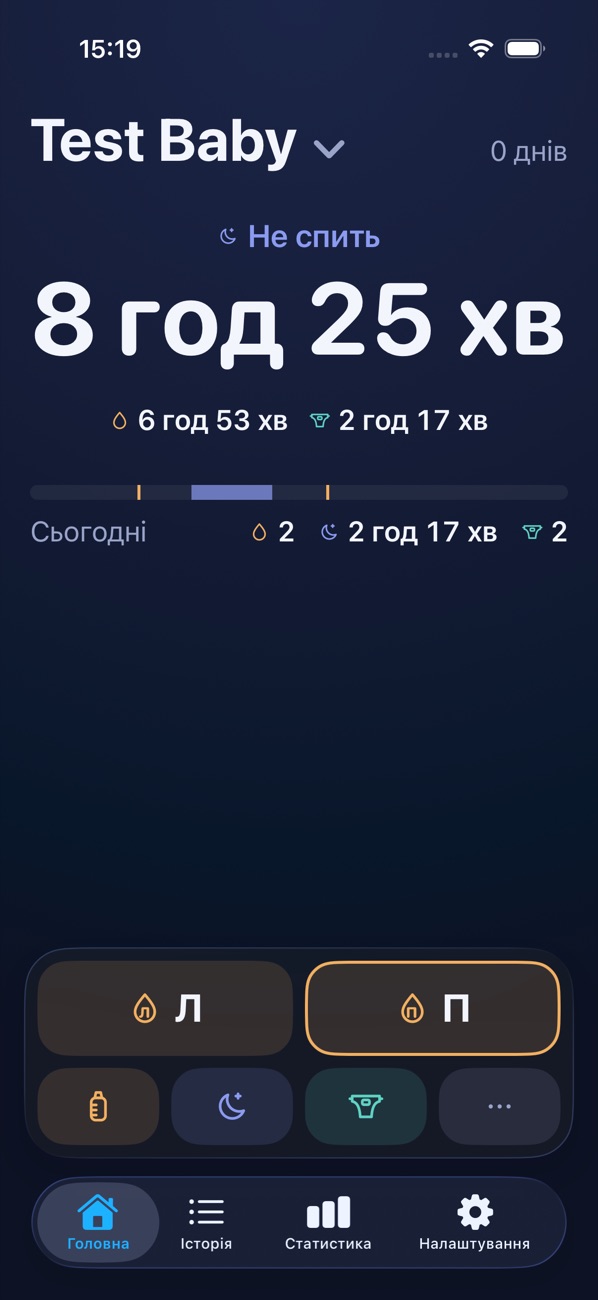 15:19
Test Baby
0 днів
Не спить
8 год 25 хв
6 год 53 хв 2 год 17 хв
Сьогодні 2 2 год 17 хв 2
Л Л П П
Головна Історія Статистика Налаштування